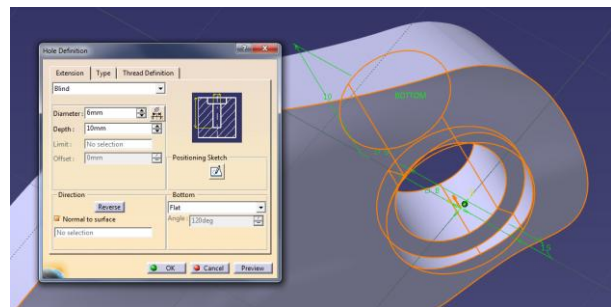 Hole Definition
Extension
Type
Thread Definition
Blind
Diameter: 6mm
Depth: 10mm
Limit: No selection
Offset: 0mm
Positioning Sketch
Direction
Reverse
Normal to surface
No selection
Bottom
Flat
Angle: 120deg
OK
Cancel
Preview
10
BOTTOM